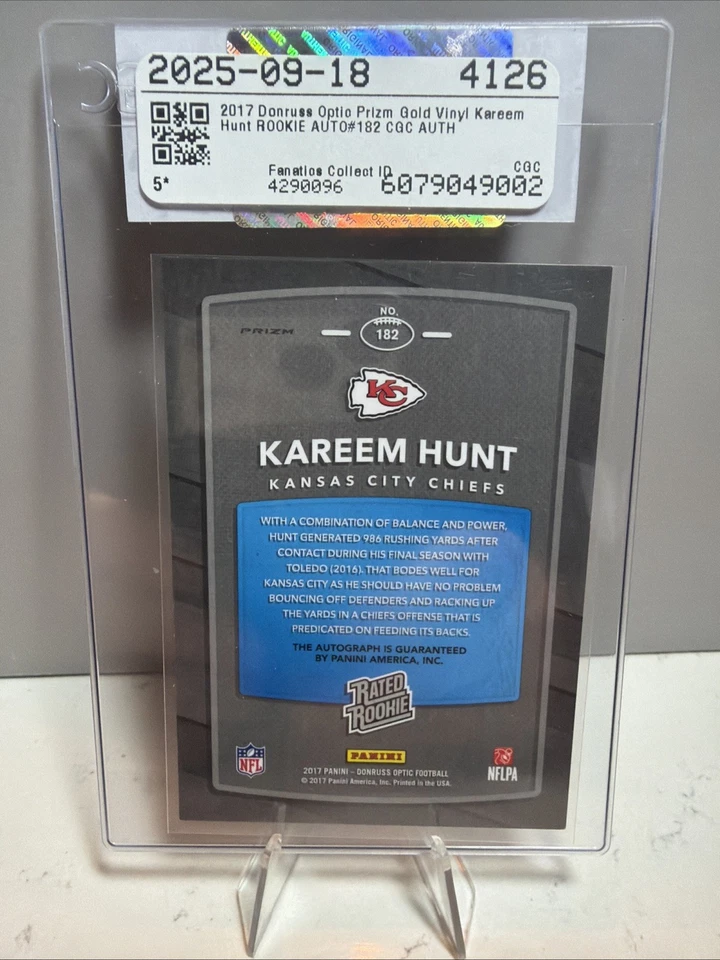 2025-09-18 4126
2017 Donruss Optic Prizm Gold Vinyl Kareem
Hunt ROOKIE AUTO#182 CGC AUTH
Fanatics Collect ID CGC
5* 4290096 6079049002
NO.
PRIZM 182
KC
KAREEM HUNT
KANSAS CITY CHIEFS
WITH A COMBINATION OF BALANCE AND POWER,
HUNT GENERATED 986 RUSHING YARDS AFTER
CONTACT DURING HIS FINAL SEASON WITH
TOLEDO (2016). THAT BODES WELL FOR
KANSAS CITY AS HE SHOULD HAVE NO PROBLEM
BOUNCING OFF DEFENDERS AND RACKING UP
THE YARDS IN A CHIEFS OFFENSE THAT IS
PREDICATED ON FEEDING ITS BACKS.
THE AUTOGRAPH IS GUARANTEED
BY PANINI AMERICA, INC.
RATED
ROOKIE
NFL
PANINI
NFLPA
2017 PANINI – DONRUSS OPTIC FOOTBALL
© 2017 Panini America, Inc. Printed in the USA.